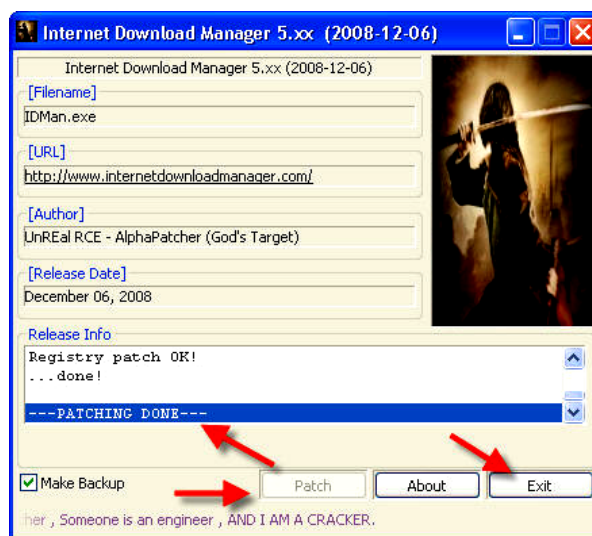 Internet Download Manager 5.xx (2008-12-06)
Internet Download Manager 5.xx (2008-12-06)
[Filename]
IDMan.exe
[URL]
http://www.internetdownloadmanager.com/
[Author]
UnREal RCE - AlphaPatcher (God's Target)
[Release Date]
December 06, 2008
Release Info
Registry patch OK!
...done!
---PATCHING DONE---
Make Backup
Patch
About
Exit
her , Someone is an engineer , AND I AM A CRACKER.